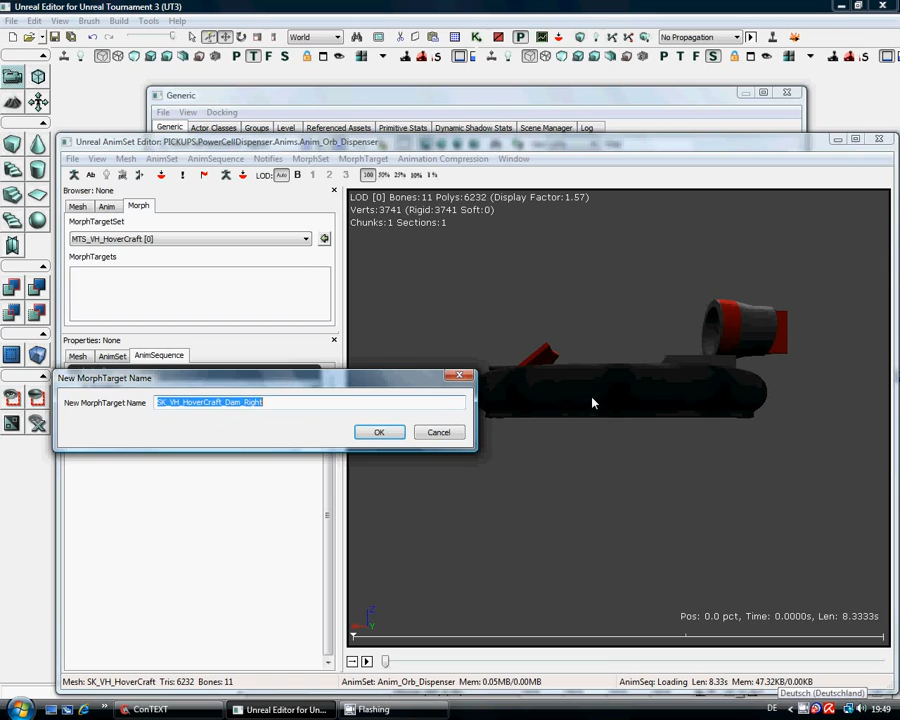 Unreal Editor for Unreal Tournament 3 (UT3)
File Edit View Brush Build Tools Help
World
No Propagation
Generic
File View Docking
Generic Actor Classes Groups Level Referenced Assets Primitive Stats Dynamic Shadow Stats Scene Manager Log
Unreal AnimSet Editor: PICKUPS.PowerCellDispenser.Anims.Anim_Orb_Dispenser
File View Mesh AnimSet AnimSequence Notifies MorphSet MorphTarget Animation Compression Window
LOD: Auto B 1 2 3 100 50% 25% 10% 1%
Browser: None
Mesh Anim Morph
MorphTargetSet
MTS_VH_HoverCraft [0]
MorphTargets
Properties: None
Mesh AnimSet AnimSequence
LOD [0] Bones:11 Polys:6232 (Display Factor:1.57)
Verts:3741 (Rigid:3741 Soft:0)
Chunks:1 Sections:1
New MorphTarget Name
New MorphTarget Name SK_VH_HoverCraft_Dam_Right
OK Cancel
Z
X
Y
Pos: 0.0 pct, Time: 0.0000s, Len: 8.3333s
Mesh: SK_VH_HoverCraft Tris: 6232 Bones: 11
AnimSet: Anim_Orb_Dispenser Mem: 0.05MB/0.00MB
AnimSeq: Loading Len: 8.33s Mem: 47.32KB/0.00KB
Deutsch (Deutschland)
ConTEXT
Unreal Editor for Un...
Flashing
DE
19:49